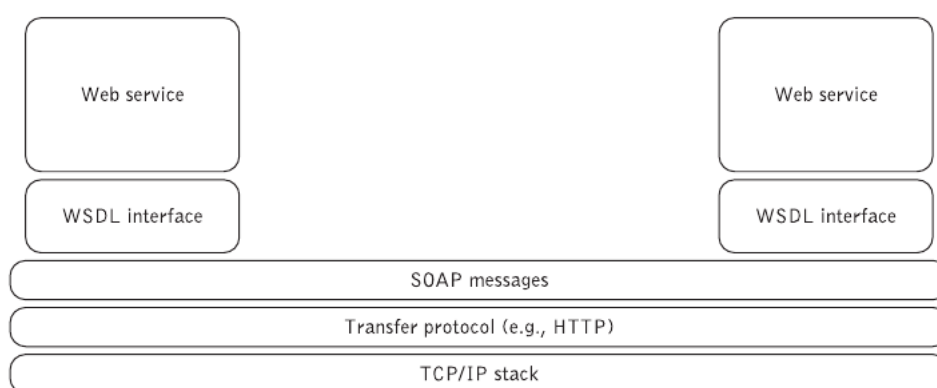 Web service
Web service
WSDL interface
WSDL interface
SOAP messages
Transfer protocol (e.g., HTTP)
TCP/IP stack